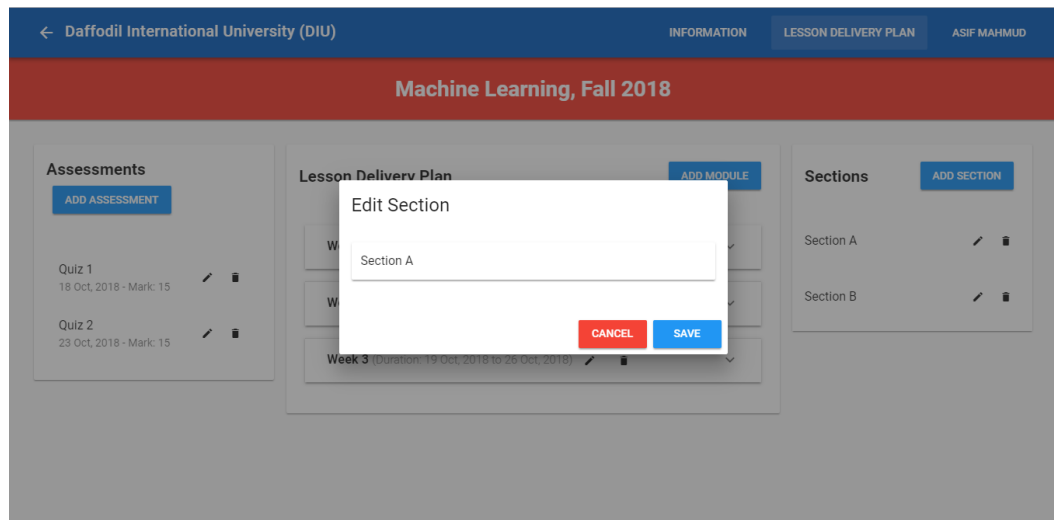 Daffodil International University (DIU)
INFORMATION
LESSON DELIVERY PLAN
ASIF MAHMUD
Machine Learning, Fall 2018
Assessments
ADD ASSESSMENT
Quiz 1
18 Oct, 2018 - Mark: 15
Quiz 2
23 Oct, 2018 - Mark: 15
Lesson Delivery Plan
ADD MODULE
Week 3 (Duration: 19 Oct, 2018 to 26 Oct, 2018)
Edit Section
Section A
CANCEL
SAVE
Sections
ADD SECTION
Section A
Section B